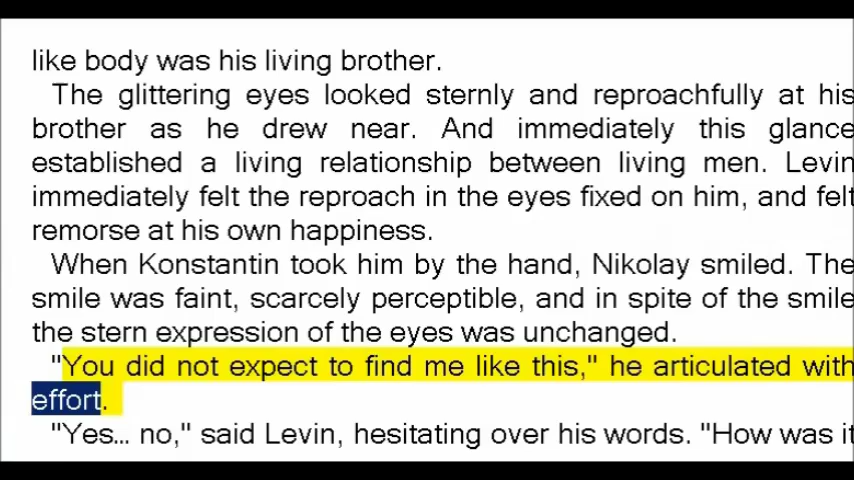 like body was his living brother.
The glittering eyes looked sternly and reproachfully at his
brother as he drew near. And immediately this glance
established a living relationship between living men. Levin
immediately felt the reproach in the eyes fixed on him, and felt
remorse at his own happiness.
When Konstantin took him by the hand, Nikolay smiled. The
smile was faint, scarcely perceptible, and in spite of the smile
the stern expression of the eyes was unchanged.
"You did not expect to find me like this," he articulated with
effort.
"Yes... no," said Levin, hesitating over his words. "How was it